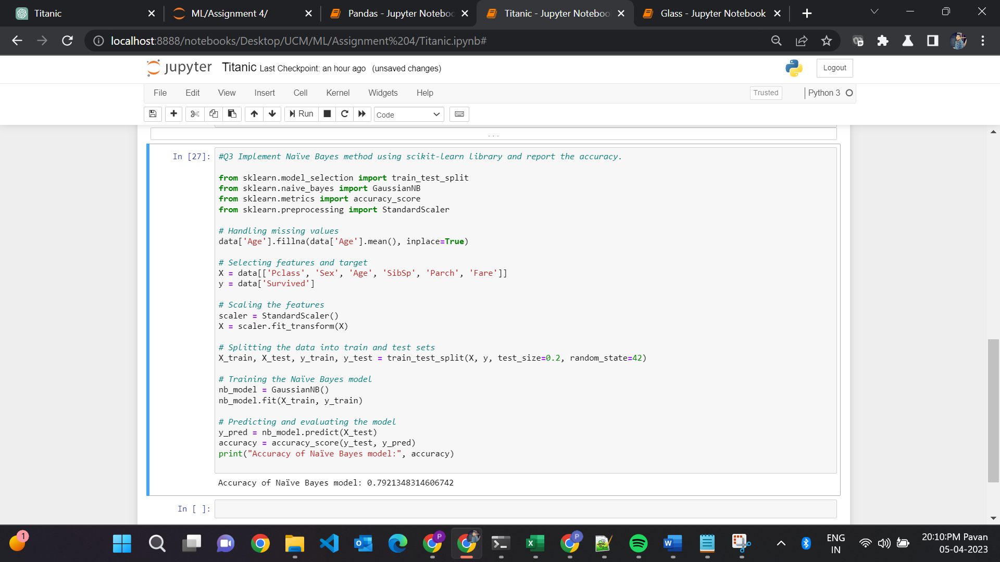 Titanic
ML/Assignment 4/
Pandas - Jupyter Noteboo
Titanic - Jupyter Noteboo
Glass - Jupyter Notebook
localhost:8888/notebooks/Desktop/UCM/ML/Assignment%204/Titanic.ipynb#
jupyter Titanic Last Checkpoint: an hour ago (unsaved changes)
Logout
File Edit View Insert Cell Kernel Widgets Help
Trusted
Python 3
Run
Code
...
In [27]:
#Q3 Implement Naïve Bayes method using scikit-learn library and report the accuracy.
from sklearn.model_selection import train_test_split
from sklearn.naive_bayes import GaussianNB
from sklearn.metrics import accuracy_score
from sklearn.preprocessing import StandardScaler
# Handling missing values
data['Age'].fillna(data['Age'].mean(), inplace=True)
# Selecting features and target
X = data[['Pclass', 'Sex', 'Age', 'SibSp', 'Parch', 'Fare']]
y = data['Survived']
# Scaling the features
scaler = StandardScaler()
X = scaler.fit_transform(X)
# Splitting the data into train and test sets
X_train, X_test, y_train, y_test = train_test_split(X, y, test_size=0.2, random_state=42)
# Training the Naïve Bayes model
nb_model = GaussianNB()
nb_model.fit(X_train, y_train)
# Predicting and evaluating the model
y_pred = nb_model.predict(X_test)
accuracy = accuracy_score(y_test, y_pred)
print("Accuracy of Naïve Bayes model:", accuracy)
Accuracy of Naïve Bayes model: 0.7921348314606742
In [ ]:
1
P
P
ENG
IN
20:10:PM Pavan
05-04-2023